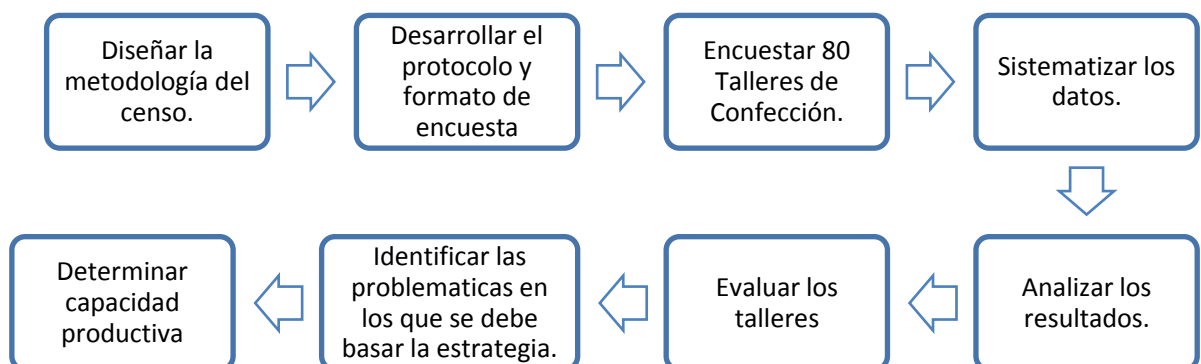 Diseñar la
metodología del
censo.
Desarrollar el
protocolo y
formato de
encuesta
Encuestar 80
Talleres de
Confección.
Sistematizar los
datos.
Analizar los
resultados.
Evaluar los
talleres
Identificar las
problematicas en
los que se debe
basar la estrategia.
Determinar
capacidad
productiva